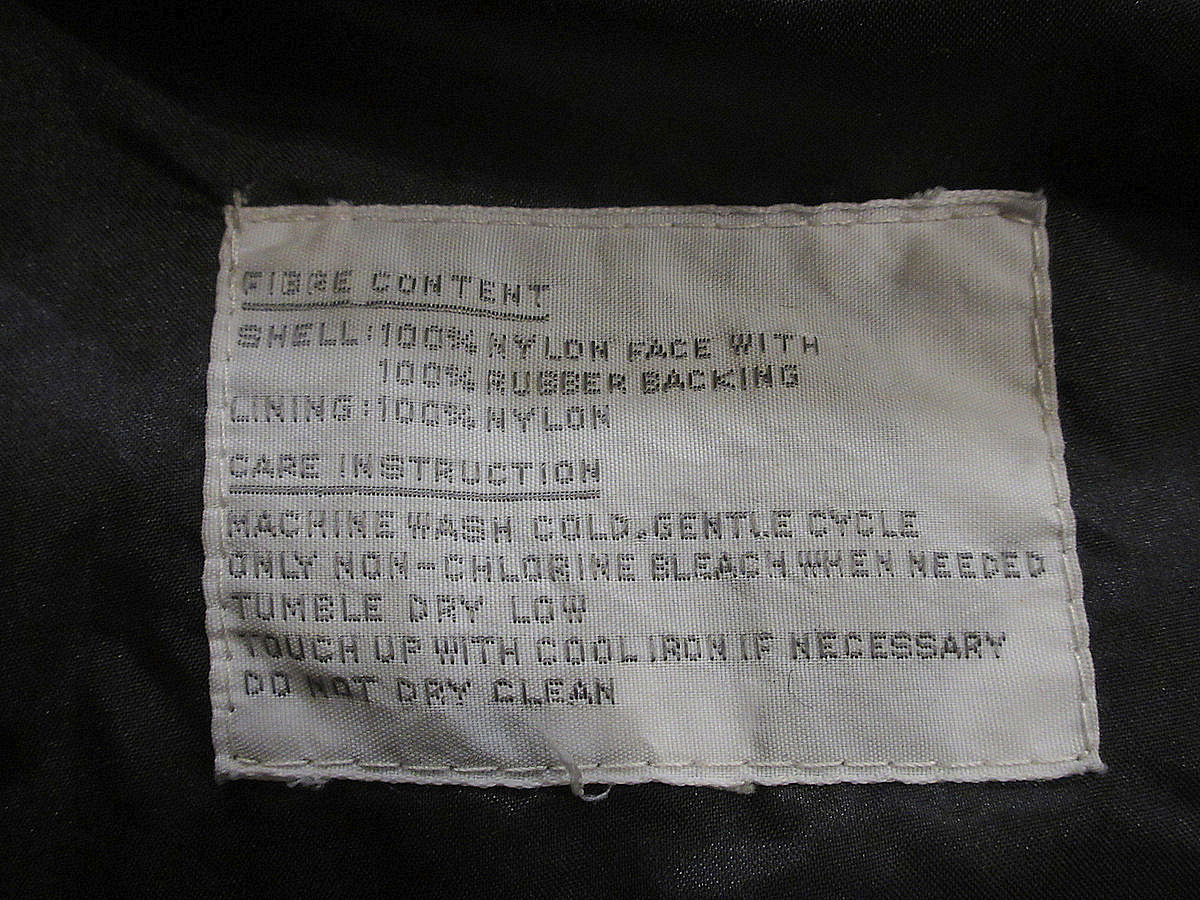 FIBRE CONTENT
SHELL:100% NYLON FACE WITH
100% RUBBER BACKING
LINING:100% NYLON
CARE INSTRUCTION
MACHINE WASH COLD.GENTLE CYCLE
ONLY NON-CHLORINE BLEACH WHEN NEEDED
TUMBLE DRY LOW
TOUCH UP WITH COOL IRON IF NECESSARY
DO NOT DRY CLEAN